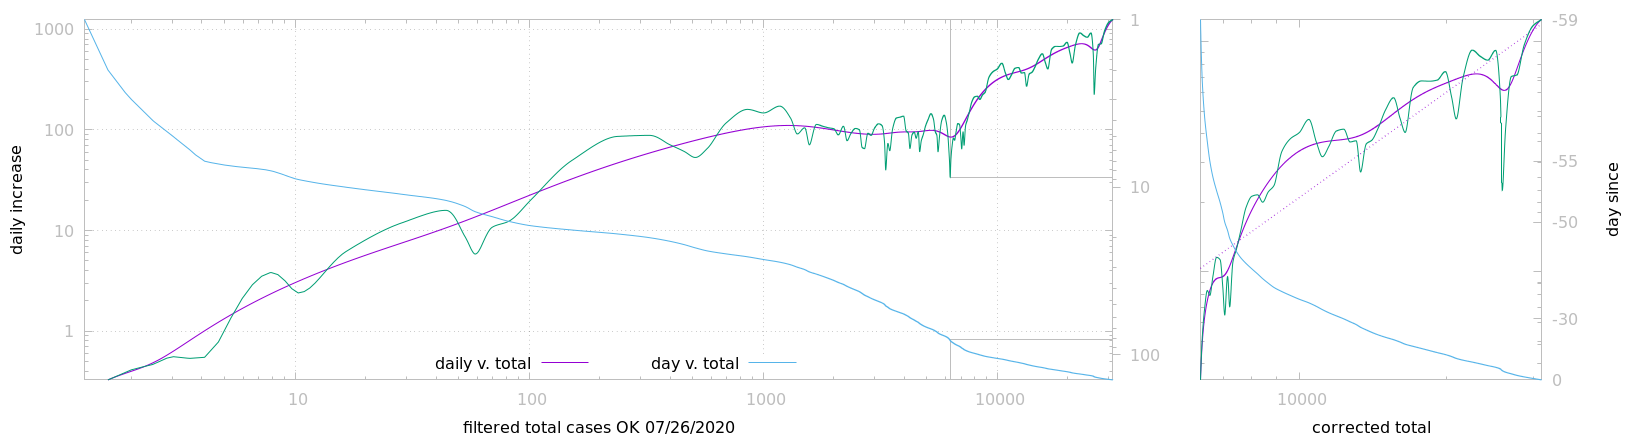 1000
100
10
1
daily increase
10
100
1000
10000
filtered total cases OK 07/26/2020
daily v. total
day v. total
1
10
100
10000
corrected total
-59
-55
-50
-30
0
day since